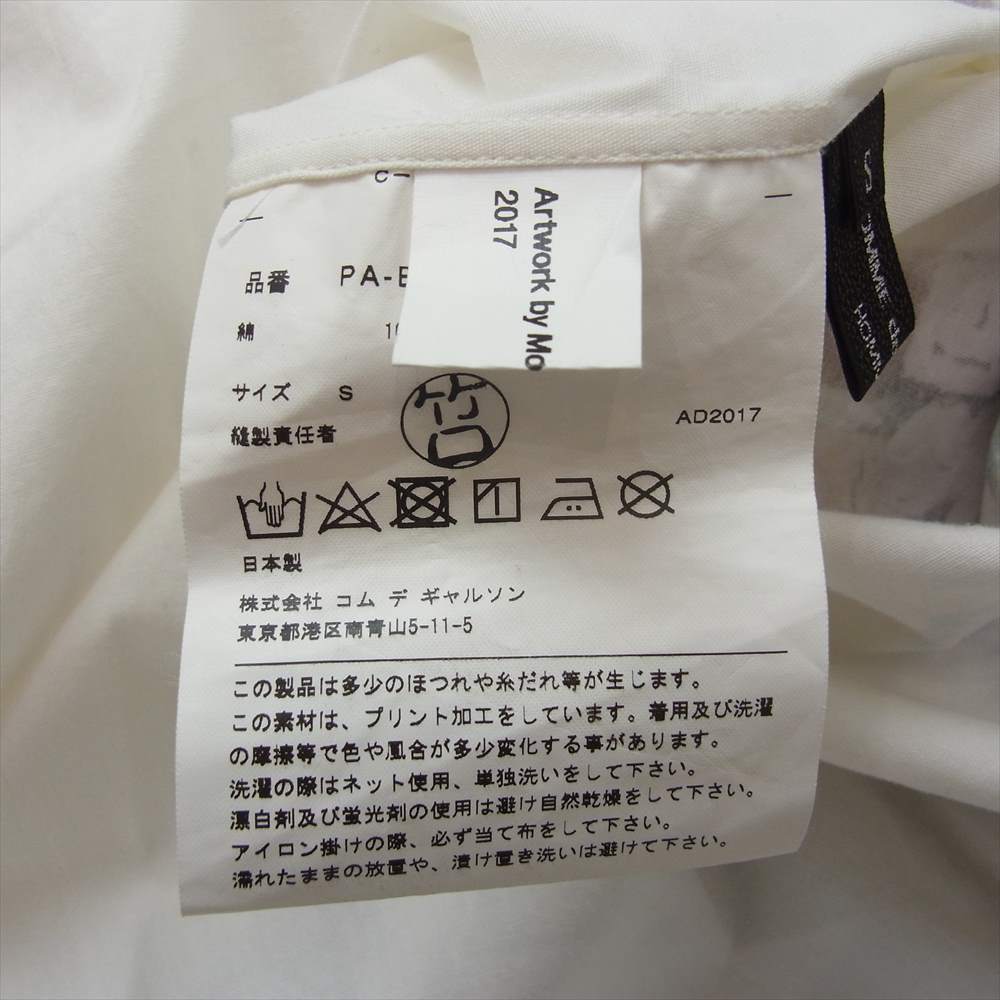 C-
Artwork by Mo
2017
品番 PA-B
綿 10
サイズ S
縫製責任者
AD2017
日本製
株式会社 コム デ ギャルソン
東京都港区南青山5-11-5
この製品は多少のほつれや糸だれ等が生じます。
この素材は、プリント加工をしています。着用及び洗濯
の摩擦等で色や風合が多少変化する事があります。
洗濯の際はネット使用、単独洗いをして下さい。
漂白剤及び蛍光剤の使用は避け自然乾燥をして下さい。
アイロン掛けの際、必ず当て布をして下さい。
濡れたままの放置や、漬け置き洗いは避けて下さい。